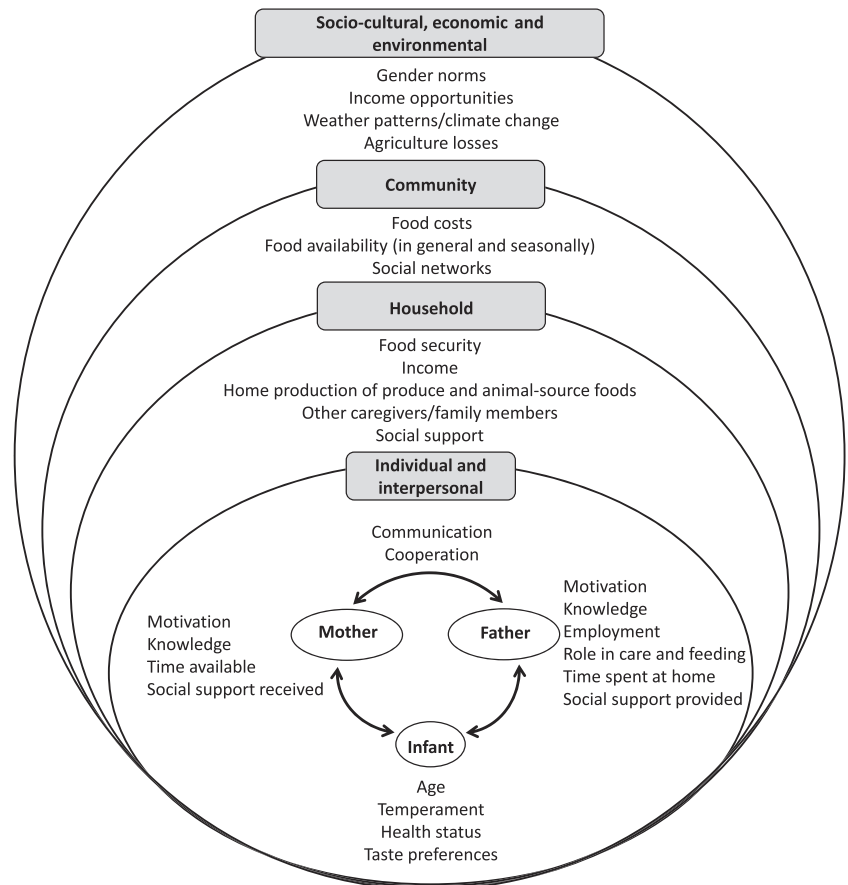 Socio-cultural, economic and
environmental
Gender norms
Income opportunities
Weather patterns/climate change
Agriculture losses
Community
Food costs
Food availability (in general and seasonally)
Social networks
Household
Food security
Income
Home production of produce and animal-source foods
Other caregivers/family members
Social support
Individual and
interpersonal
Communication
Cooperation
Mother
Motivation
Knowledge
Time available
Social support received
Father
Motivation
Knowledge
Employment
Role in care and feeding
Time spent at home
Social support provided
Infant
Age
Temperament
Health status
Taste preferences